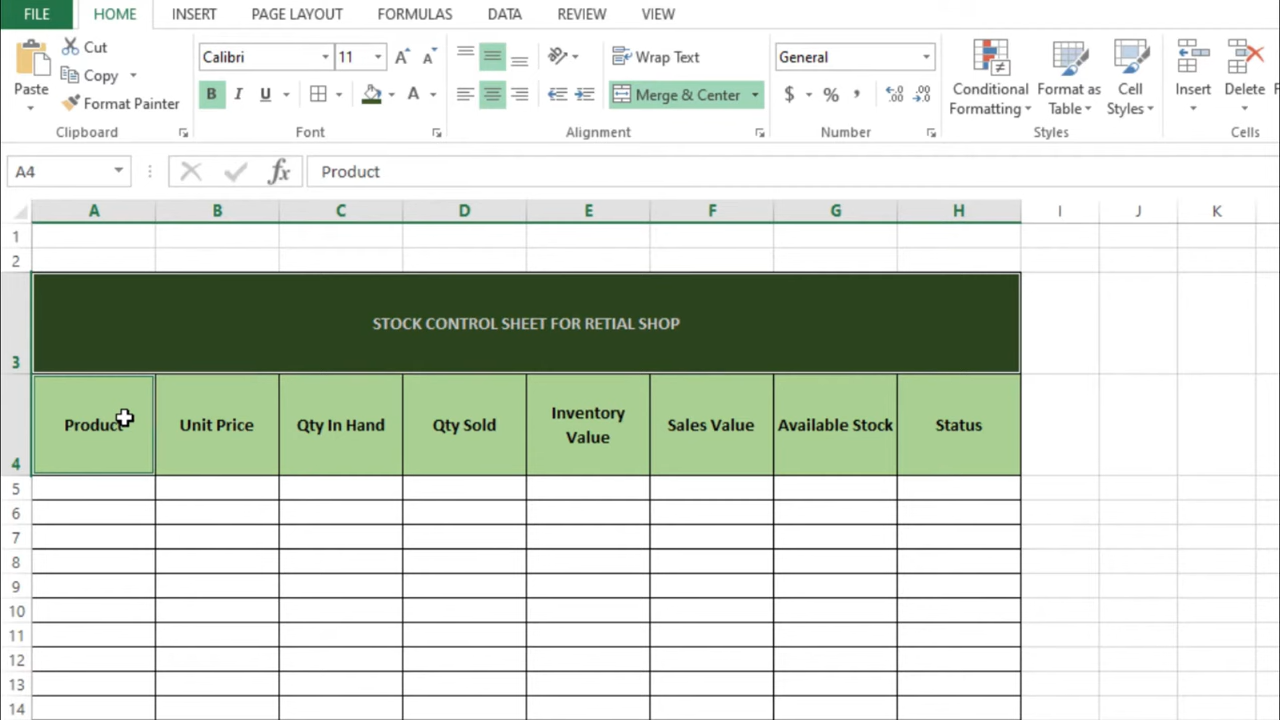 FILE HOME INSERT PAGE LAYOUT FORMULAS DATA REVIEW VIEW
Cut
Copy
Format Painter
Paste
Clipboard
Calibri 11
B I U A
Font
Wrap Text
Merge & Center
Alignment
General
$ % ,
Number
Conditional
Formatting
Format as
Table
Cell
Styles
Styles
Insert
Delete
Cells
A4
fx
Product
A B C D E F G H I J K
1
2
3 STOCK CONTROL SHEET FOR RETIAL SHOP
4 Product Unit Price Qty In Hand Qty Sold Inventory Value Sales Value Available Stock Status
5
6
7
8
9
10
11
12
13
14